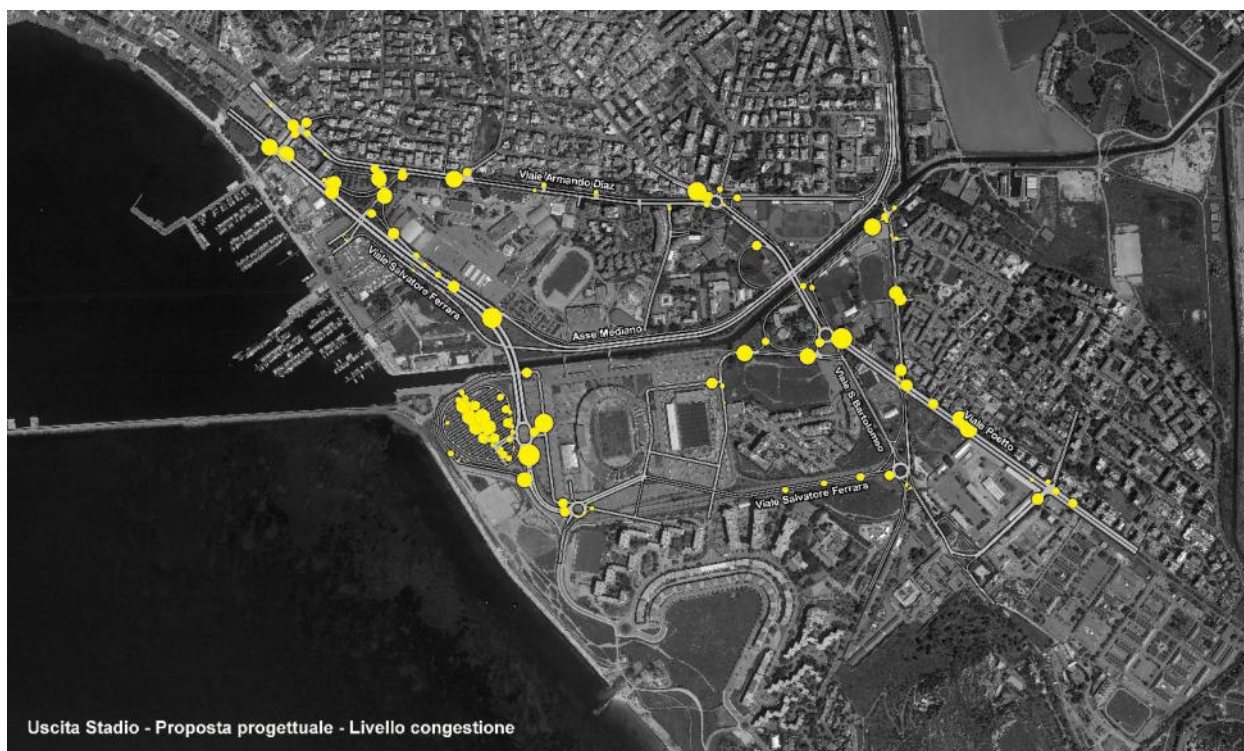 Viale Armando Diaz
Viale Salvatore Ferrara
Asse Mediano
Viale S.Bartolomeo
Viale Poetto
Viale Salvatore Ferrara
Uscita Stadio - Proposta progettuale - Livello congestione